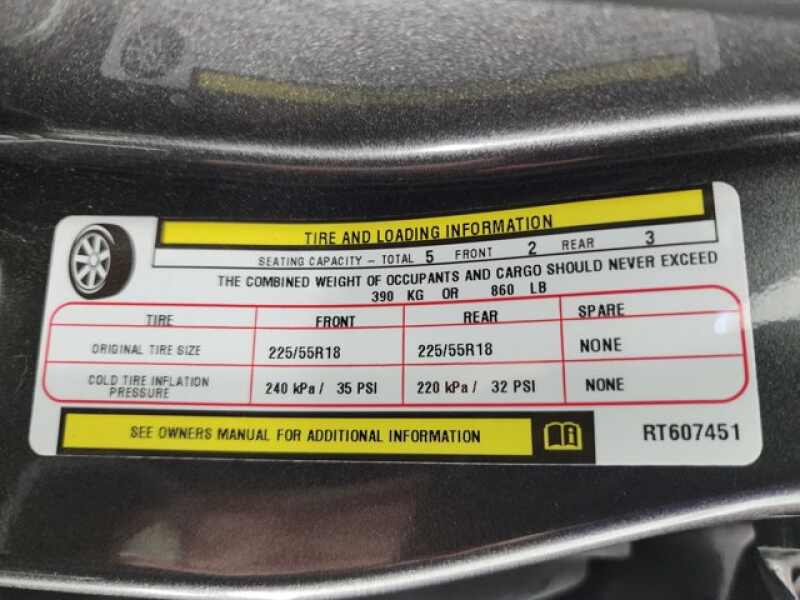 TIRE AND LOADING INFORMATION
SEATING CAPACITY – TOTAL 5 FRONT 2 REAR 3
THE COMBINED WEIGHT OF OCCUPANTS AND CARGO SHOULD NEVER EXCEED
390 KG OR 860 LB
TIRE FRONT REAR SPARE
ORIGINAL TIRE SIZE 225/55R18 225/55R18 NONE
COLD TIRE INFLATION
PRESSURE 240 kPa / 35 PSI 220 kPa / 32 PSI NONE
SEE OWNERS MANUAL FOR ADDITIONAL INFORMATION RT607451